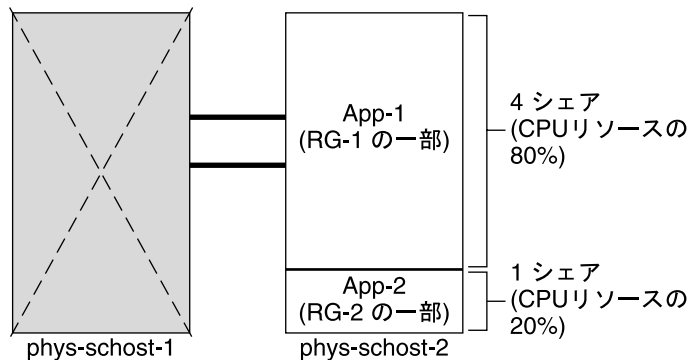 App-1
(RG-1 の一部)
4 シェア
(CPUリソースの
80%)
App-2
(RG-2 の一部)
1 シェア
(CPUリソースの
20%)
phys-schost-1
phys-schost-2